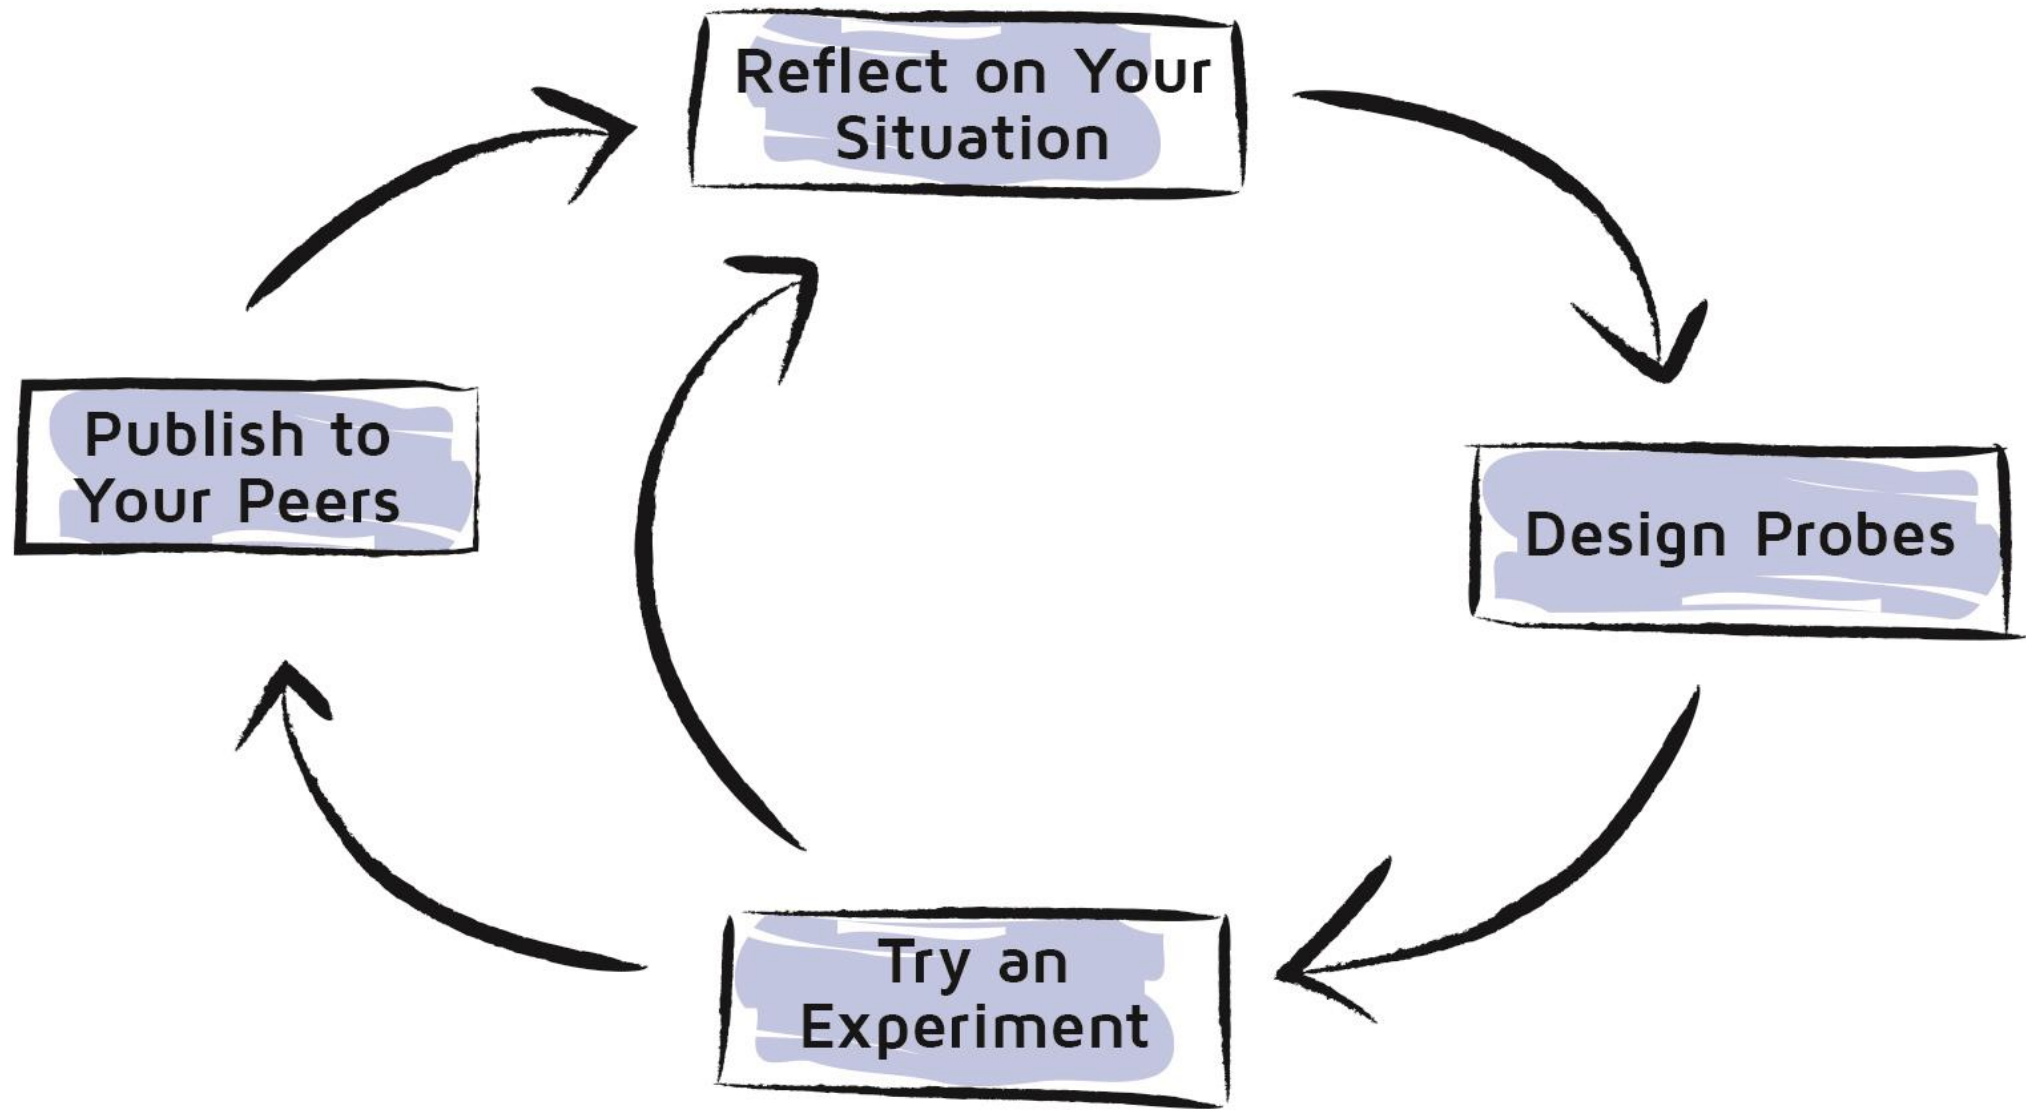 Reflect on Your
Situation
Publish to
Your Peers
Design Probes
Try an
Experiment